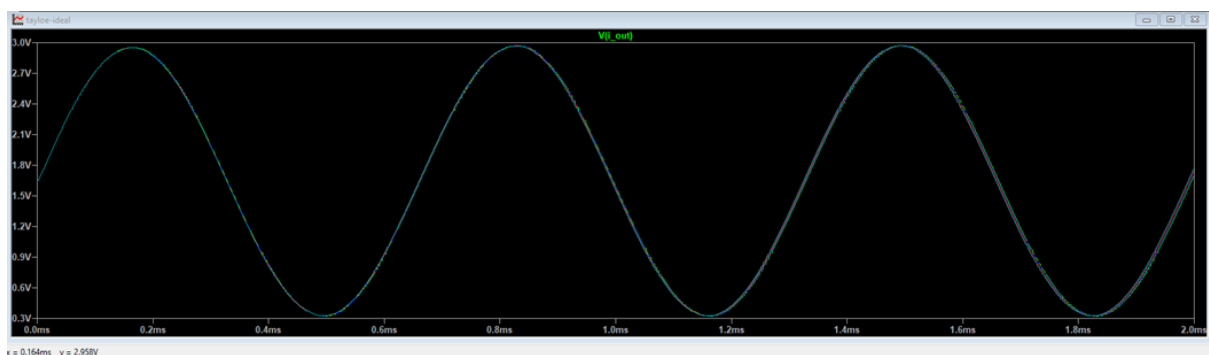 tayloe-ideal
V(i_out)
3.0V
2.7V
2.4V
2.1V
1.8V
1.5V
1.2V
0.9V
0.6V
0.3V
0.0ms 0.2ms 0.4ms 0.6ms 0.8ms 1.0ms 1.2ms 1.4ms 1.6ms 1.8ms 2.0ms
x = 0.164ms y = 2.958V